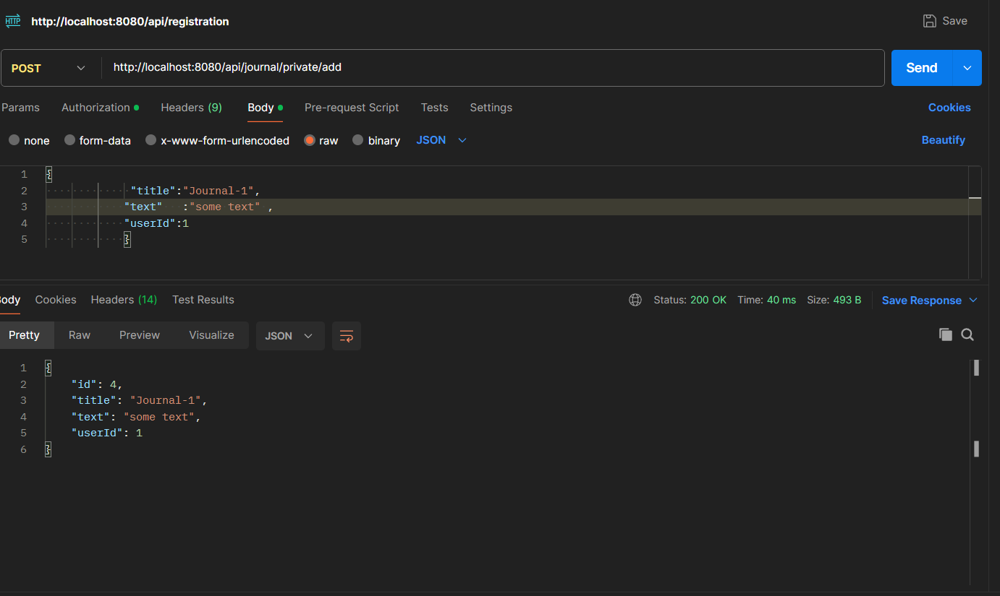 HTTP http://localhost:8080/api/registration Save
POST http://localhost:8080/api/journal/private/add Send
Params Authorization Headers (9) Body Pre-request Script Tests Settings Cookies
none form-data x-www-form-urlencoded raw binary JSON Beautify
1 {
2 "title":"Journal-1",
3 "text" :"some text" ,
4 "userId":1
5 }
ody Cookies Headers (14) Test Results Status: 200 OK Time: 40 ms Size: 493 B Save Response
Pretty Raw Preview Visualize JSON
1 {
2 "id": 4,
3 "title": "Journal-1",
4 "text": "some text",
5 "userId": 1
6 }